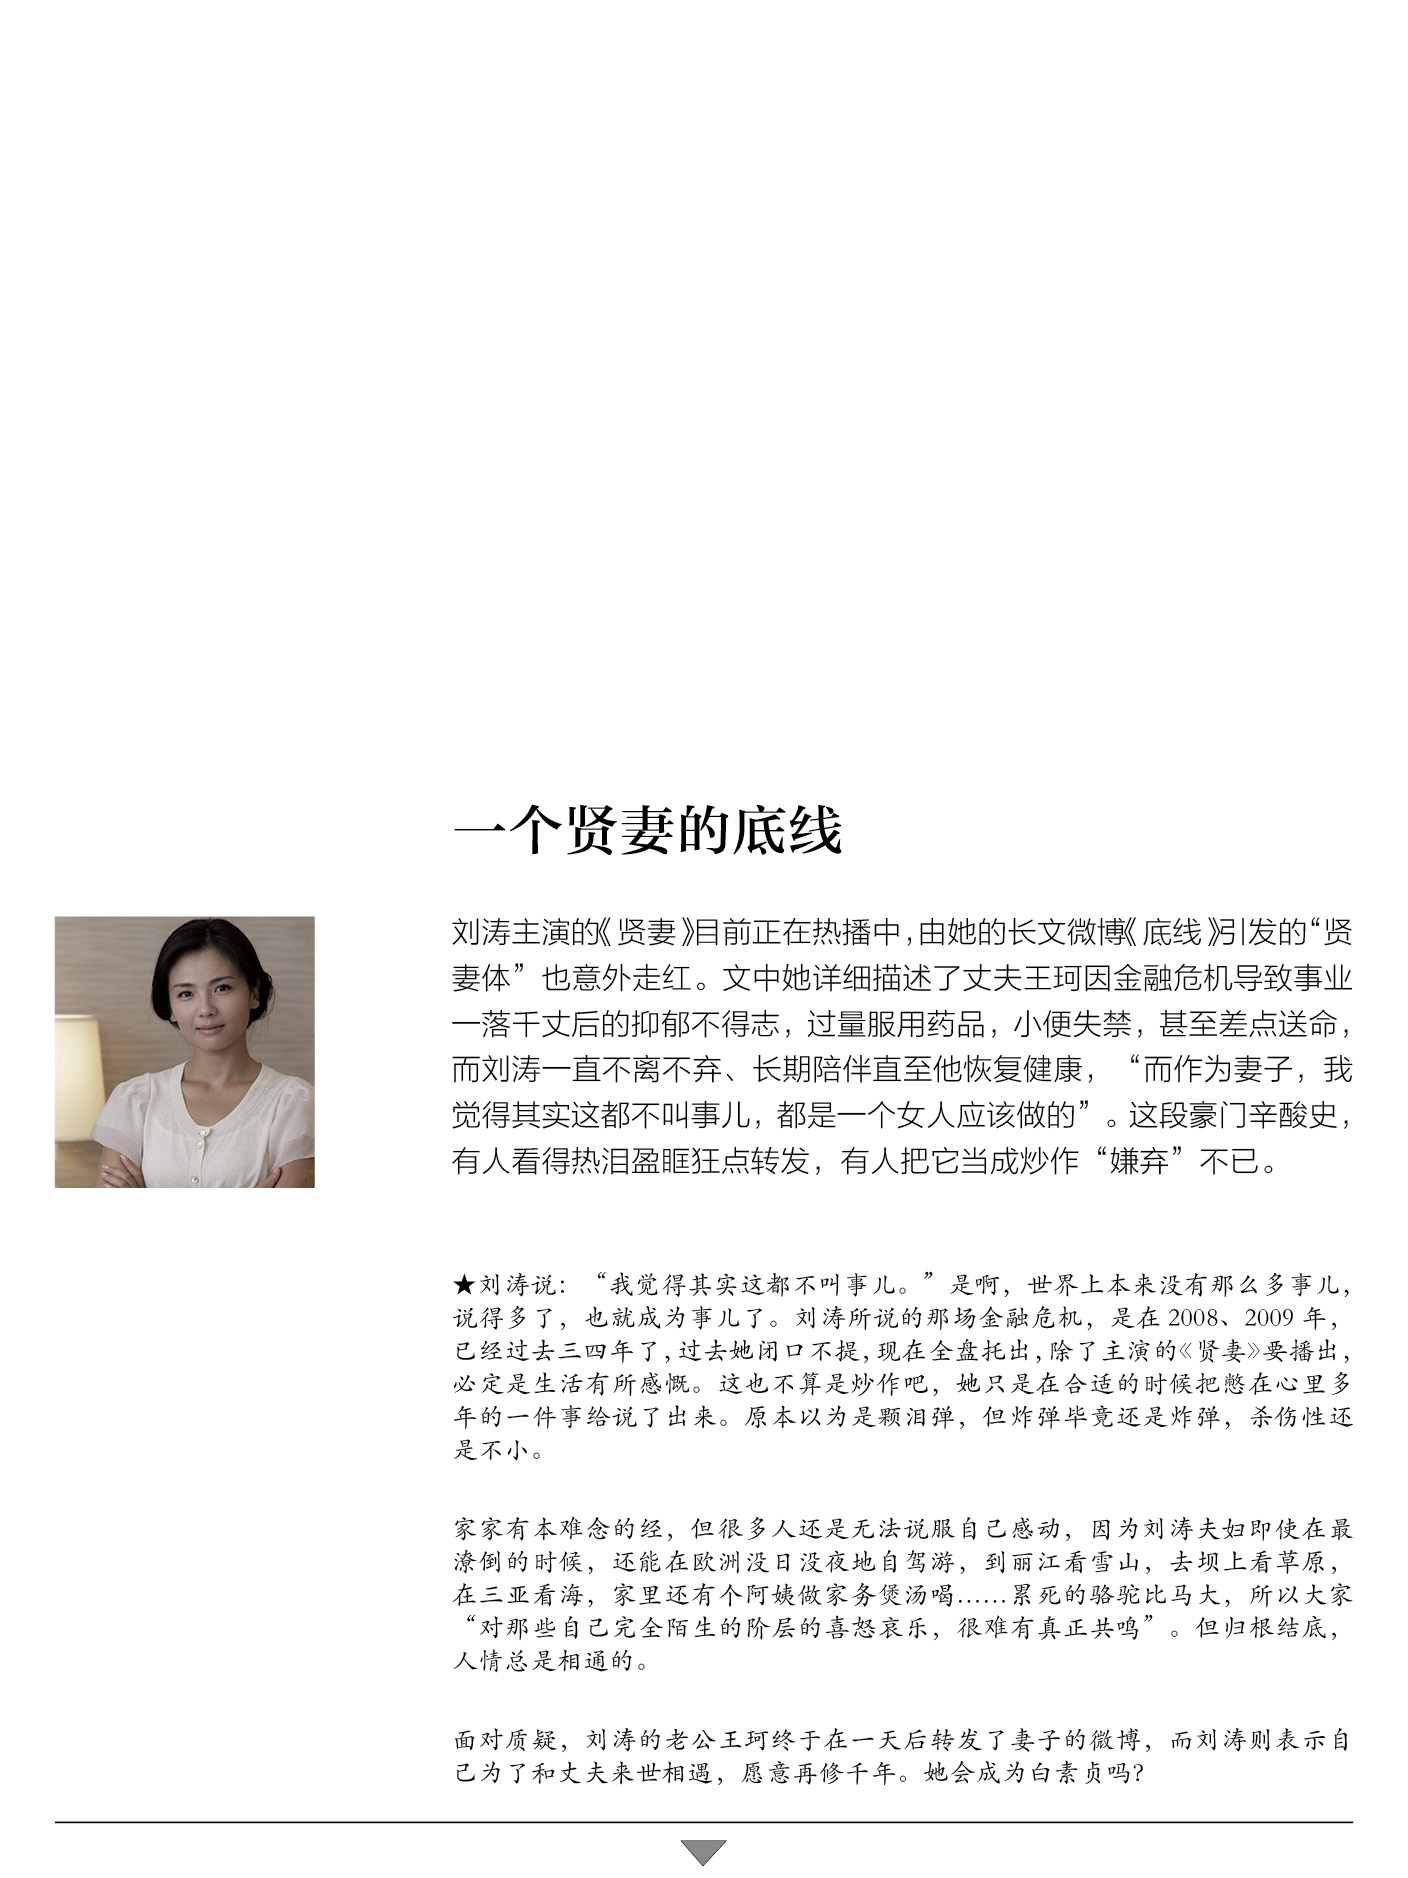 一个贤妻的底线
刘涛主演的《贤妻》目前正在热播中，由她的长文微博《底线》引发的“贤
妻体”也意外走红。文中她详细描述了丈夫王珂因金融危机导致事业
一落千丈后的抑郁不得志，过量服用药品，小便失禁，甚至差点送命，
而刘涛一直不离不弃、长期陪伴直至他恢复健康，“而作为妻子，我
觉得其实这都不叫事儿，都是一个女人应该做的”。这段豪门辛酸史，
有人看得热泪盈眶狂点转发，有人把它当成炒作“嫌弃”不已。
★刘涛说：“我觉得其实这都不叫事儿。”是啊，世界上本来没有那么多事儿，
说得多了，也就成为事儿了。刘涛所说的那场金融危机，是在2008、2009年，
已经过去三四年了，过去她闭口不提，现在全盘托出，除了主演的《贤妻》要播出，
必定是生活有所感慨。这也不算是炒作吧，她只是在合适的时候把憋在心里多
年的一件事给说了出来。原本以为是颗泪弹，但炸弹毕竟还是炸弹，杀伤性还
是不小。
家家有本难念的经，但很多人还是无法说服自己感动，因为刘涛夫妇即使在最
潦倒的时候，还能在欧洲没日没夜地自驾游，到丽江看雪山，去坝上看草原，
在三亚看海，家里还有个阿姨做家务煲汤喝……累死的骆驼比马大，所以大家
“对那些自己完全陌生的阶层的喜怒哀乐，很难有真正共鸣”。但归根结底，
人情总是相通的。
面对质疑，刘涛的老公王珂终于在一天后转发了妻子的微博，而刘涛则表示自
己为了和丈夫来世相遇，愿意再修千年。她会成为白素贞吗？